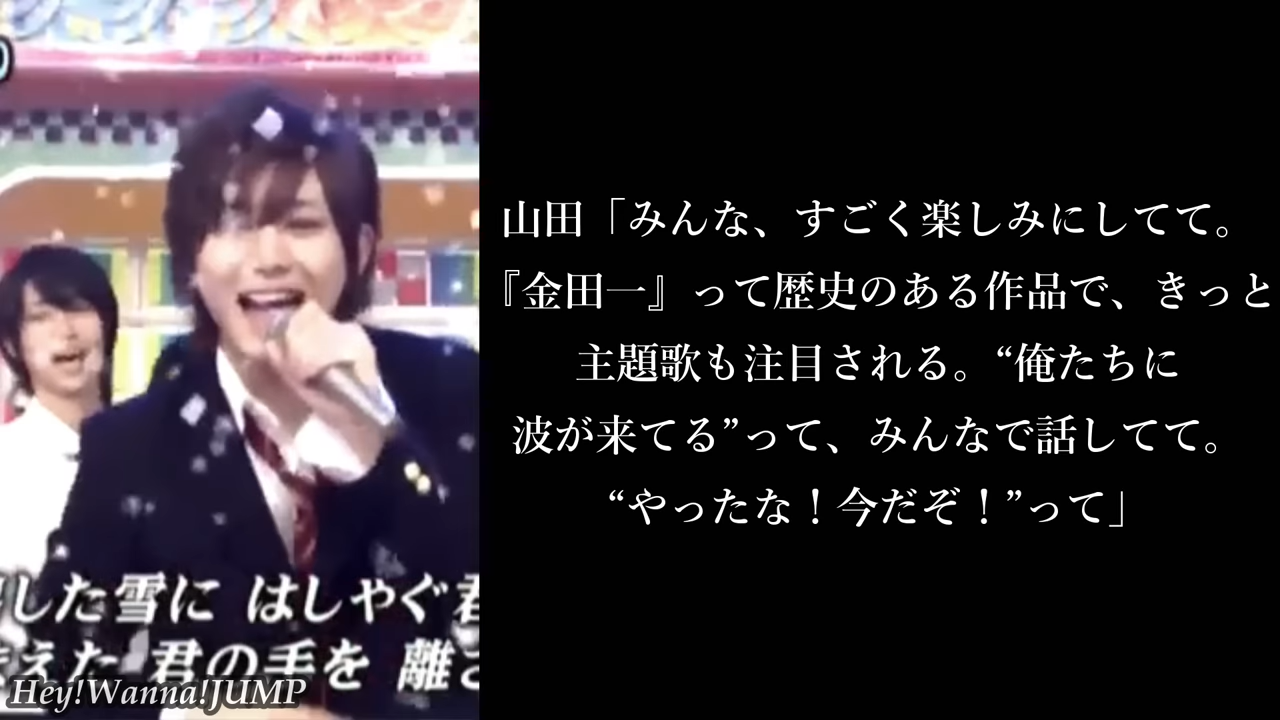 山田「みんな、すごく楽しみにしてて。
『金田一』って歴史のある作品で、きっと
主題歌も注目される。“俺たちに
波が来てる”って、みんなで話してて。
“やったな！今だぞ！”って」
した雪に はしゃぐ君
えた 君の手を 離さ
Hey!Wanna!JUMP